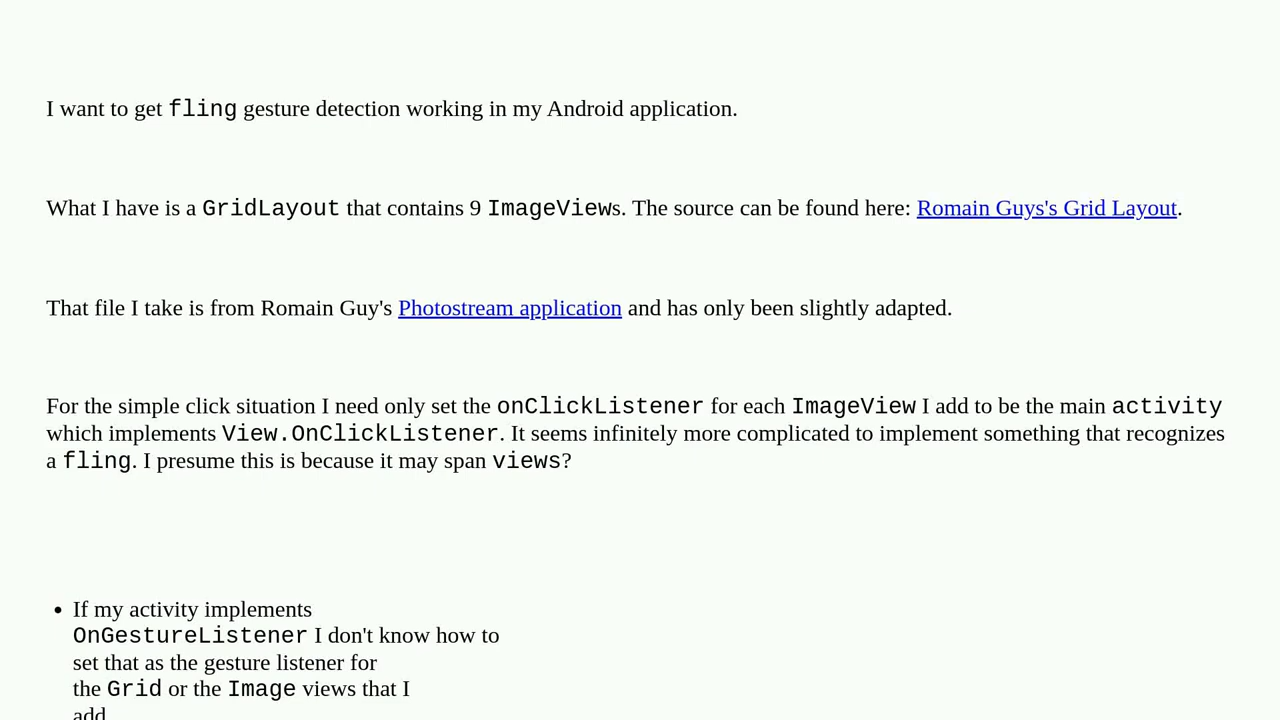 I want to get fling gesture detection working in my Android application.
What I have is a GridLayout that contains 9 ImageViews. The source can be found here: Romain Guys's Grid Layout.
That file I take is from Romain Guy's Photostream application and has only been slightly adapted.
For the simple click situation I need only set the onClickListener for each ImageView I add to be the main activity
which implements View.OnClickListener. It seems infinitely more complicated to implement something that recognizes
a fling. I presume this is because it may span views?
• If my activity implements
OnGestureListener I don't know how to
set that as the gesture listener for
the Grid or the Image views that I
add.